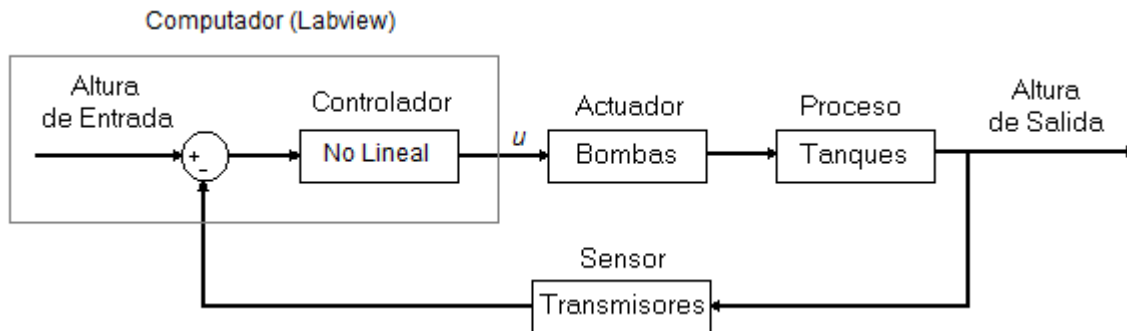 Computador (Labview)
Altura
de Entrada
+
-
Controlador
No Lineal
u
Actuador
Bombas
Proceso
Tanques
Altura
de Salida
Sensor
Transmisores